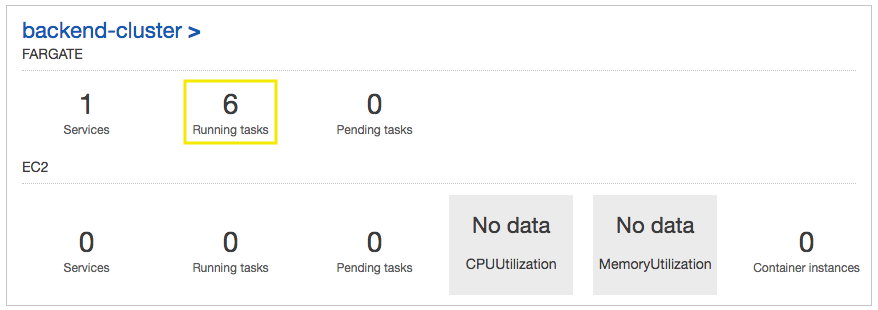 backend-cluster >
FARGATE
1 6 0
Services Running tasks Pending tasks
EC2
0 0 0 No data No data 0
Services Running tasks Pending tasks CPUUtilization MemoryUtilization Container instances